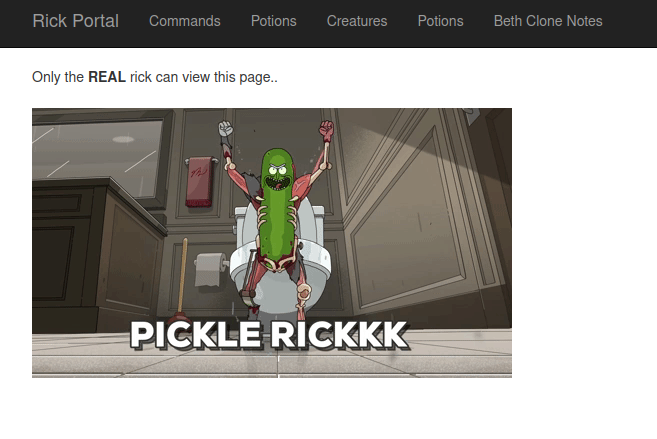 Rick Portal Commands Potions Creatures Potions Beth Clone Notes
Only the REAL rick can view this page..
PICKLE RICKKK